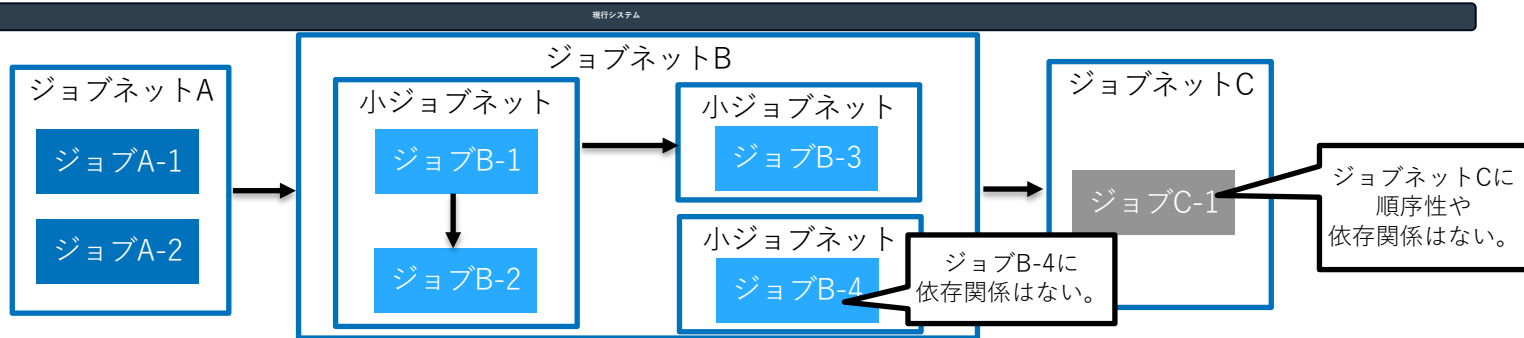 現行システム
ジョブネットA
ジョブA-1
ジョブA-2
ジョブネットB
小ジョブネット
ジョブB-1
ジョブB-2
小ジョブネット
ジョブB-3
小ジョブネット
ジョブB-4
ジョブB-4に
依存関係はない。
ジョブネットC
ジョブC-1
ジョブネットCに
順序性や
依存関係はない。